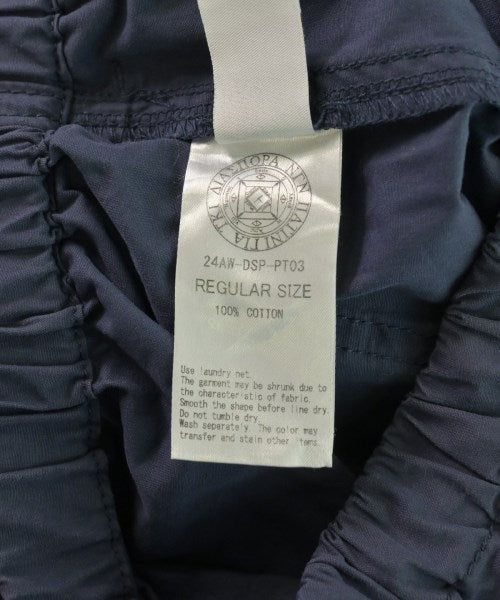 ΔΙΑΣΠΟΡΑ
24AW-DSP-PT03
REGULAR SIZE
100% COTTON
Use laundry net.
The garment may be shrunk due to
the characteristic of fabric.
Smooth the shape before line dry.
Do not tumble dry.
Wash separately. The color may
transfer and stain other items.